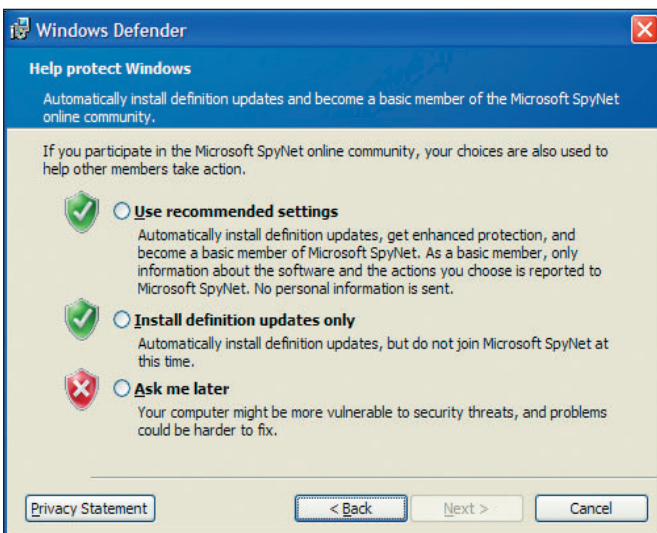 Windows Defender
Help protect Windows
Automatically install definition updates and become a basic member of the Microsoft SpyNet
online community.
If you participate in the Microsoft SpyNet online community, your choices are also used to
help other members take action.
Use recommended settings
Automatically install definition updates, get enhanced protection, and
become a basic member of Microsoft SpyNet. As a basic member, only
information about the software and the actions you choose is reported to
Microsoft SpyNet. No personal information is sent.
Install definition updates only
Automatically install definition updates, but do not join Microsoft SpyNet at
this time.
Ask me later
Your computer might be more vulnerable to security threats, and problems
could be harder to fix.
Privacy Statement
< Back
Next >
Cancel